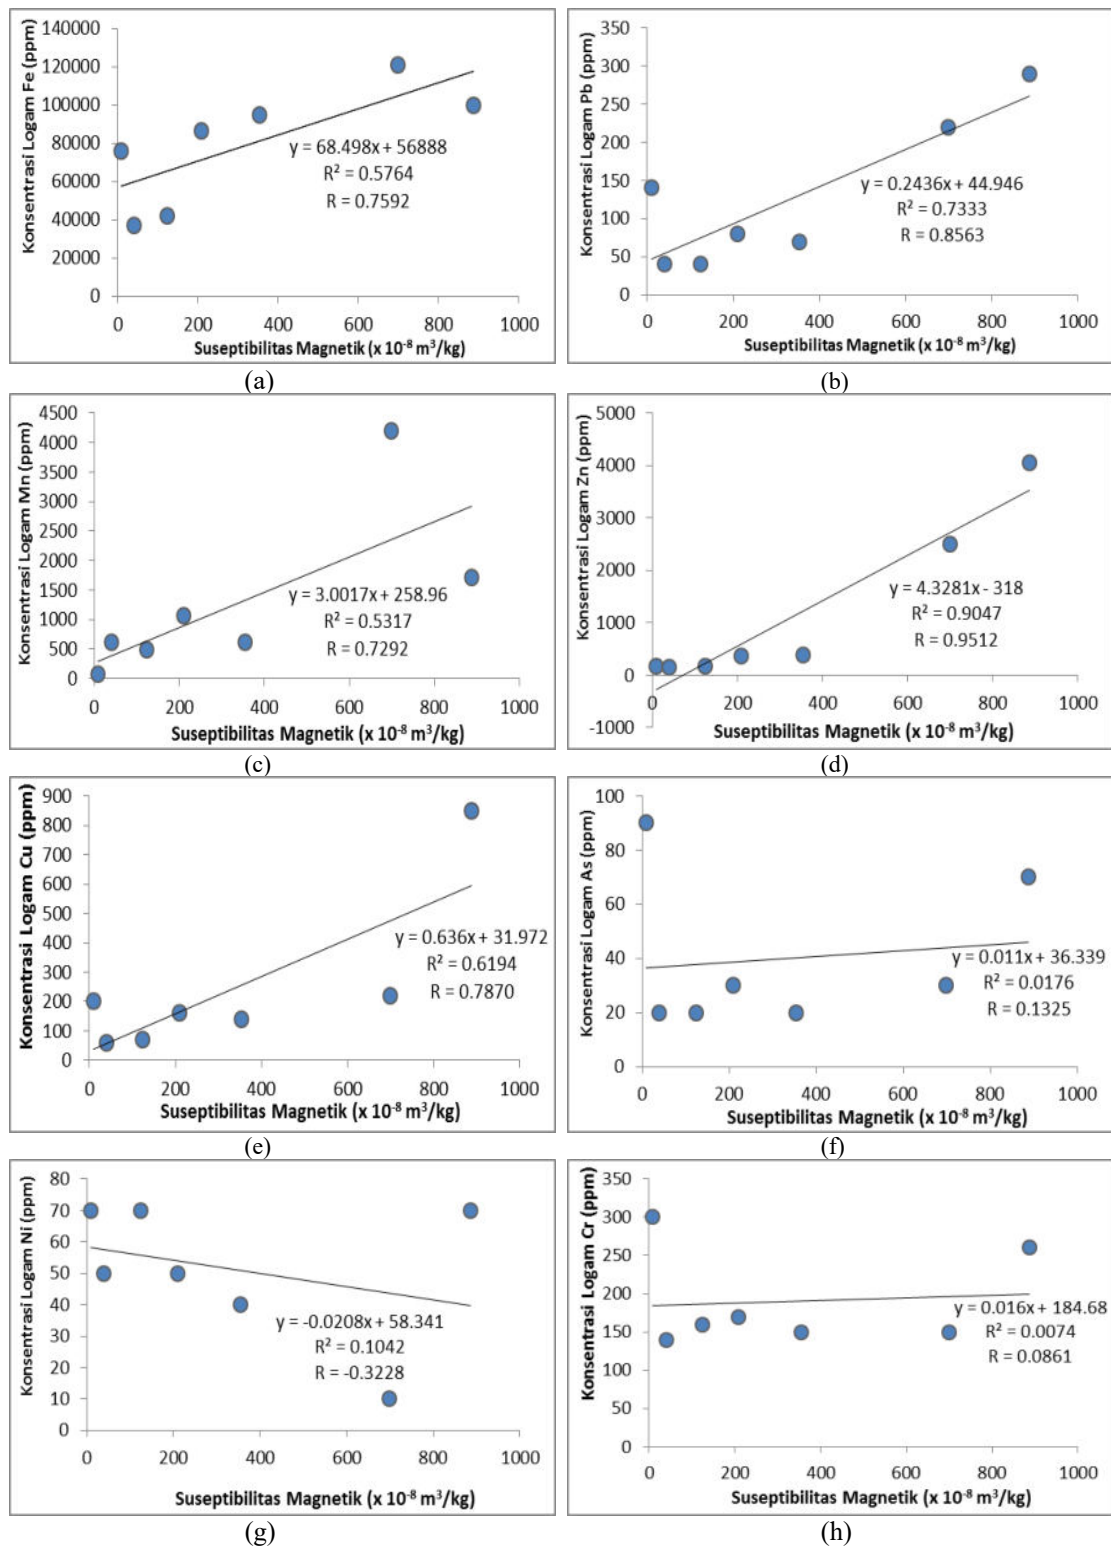 Konsentrasi Logam Fe (ppm)
140000
120000
100000
80000
60000
40000
20000
0
y = 68.498x + 56888
R² = 0.5764
R = 0.7592
0 200 400 600 800 1000
Suseptibilitas Magnetik (x 10⁻⁸ m³/kg)
(a)
Konsentrasi Logam Pb (ppm)
350
300
250
200
150
100
50
0
y = 0.2436x + 44.946
R² = 0.7333
R = 0.8563
0 200 400 600 800 1000
Suseptibilitas Magnetik (x 10⁻⁸ m³/kg)
(b)
Konsentrasi Logam Mn (ppm)
4500
4000
3500
3000
2500
2000
1500
1000
500
0
y = 3.0017x + 258.96
R² = 0.5317
R = 0.7292
0 200 400 600 800 1000
Suseptibilitas Magnetik (x 10⁻⁸ m³/kg)
(c)
Konsentrasi Logam Zn (ppm)
5000
4000
3000
2000
1000
0
-1000
y = 4.3281x - 318
R² = 0.9047
R = 0.9512
0 200 400 600 800 1000
Suseptibilitas Magnetik (x 10⁻⁸ m³/kg)
(d)
Konsentrasi Logam Cu (ppm)
900
800
700
600
500
400
300
200
100
0
y = 0.636x + 31.972
R² = 0.6194
R = 0.7870
0 200 400 600 800 1000
Suseptibilitas Magnetik (x 10⁻⁸ m³/kg)
(e)
Konsentrasi Logam As (ppm)
100
80
60
40
20
0
y = 0.011x + 36.339
R² = 0.0176
R = 0.1325
0 200 400 600 800 1000
Suseptibilitas Magnetik (x 10⁻⁸ m³/kg)
(f)
Konsentrasi Logam Ni (ppm)
80
70
60
50
40
30
20
10
0
y = -0.0208x + 58.341
R² = 0.1042
R = -0.3228
0 200 400 600 800 1000
Suseptibilitas Magnetik (x 10⁻⁸ m³/kg)
(g)
Konsentrasi Logam Cr (ppm)
350
300
250
200
150
100
50
0
y = 0.016x + 184.68
R² = 0.0074
R = 0.0861
0 200 400 600 800 1000
Suseptibilitas Magnetik (x 10⁻⁸ m³/kg)
(h)